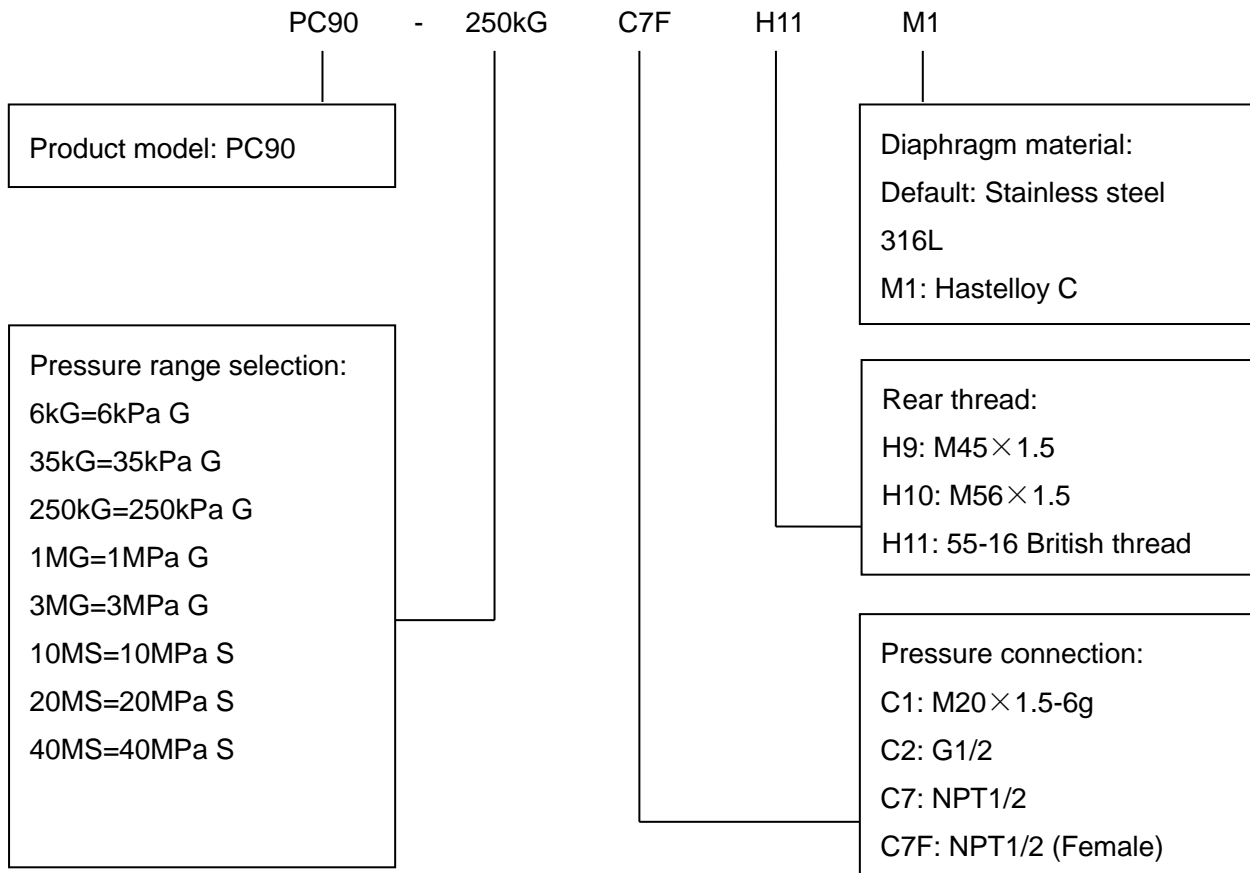 PC90 - 250kG C7F H11 M1
Product model: PC90
Pressure range selection:
6kG=6kPa G
35kG=35kPa G
250kG=250kPa G
1MG=1MPa G
3MG=3MPa G
10MS=10MPa S
20MS=20MPa S
40MS=40MPa S
Diaphragm material:
Default: Stainless steel
316L
M1: Hastelloy C
Rear thread:
H9: M45×1.5
H10: M56×1.5
H11: 55-16 British thread
Pressure connection:
C1: M20×1.5-6g
C2: G1/2
C7: NPT1/2
C7F: NPT1/2 (Female)